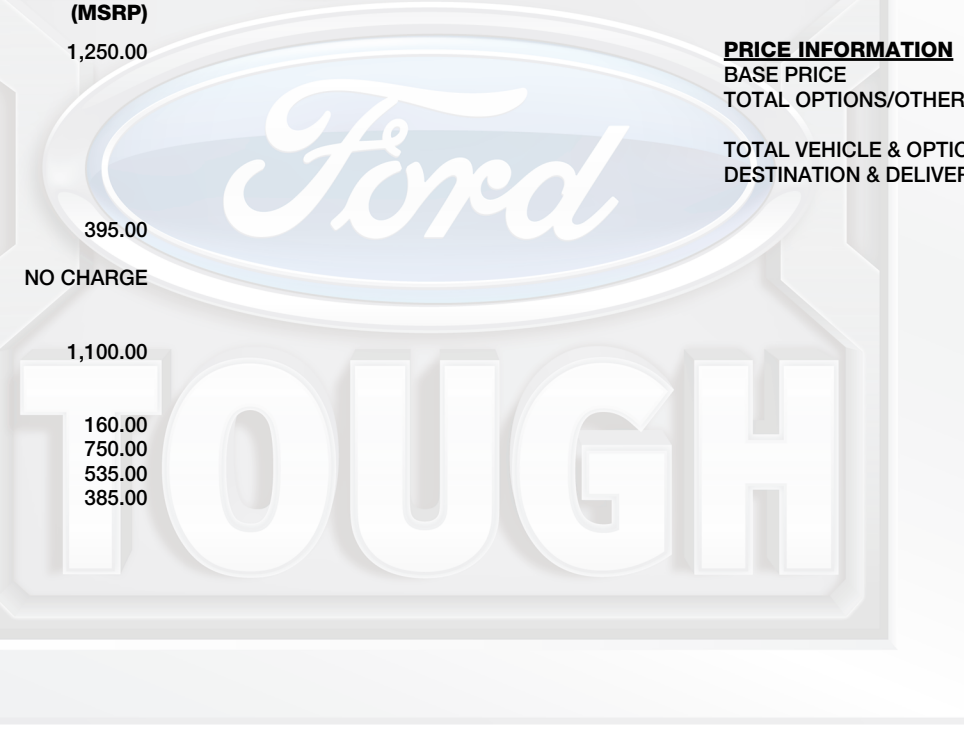 (MSRP)
1,250.00
395.00
NO CHARGE
1,100.00
160.00
750.00
535.00
385.00
PRICE INFORMATION
BASE PRICE
TOTAL OPTIONS/OTHER
TOTAL VEHICLE & OPTIO
DESTINATION & DELIVER
Ford
TOUGH